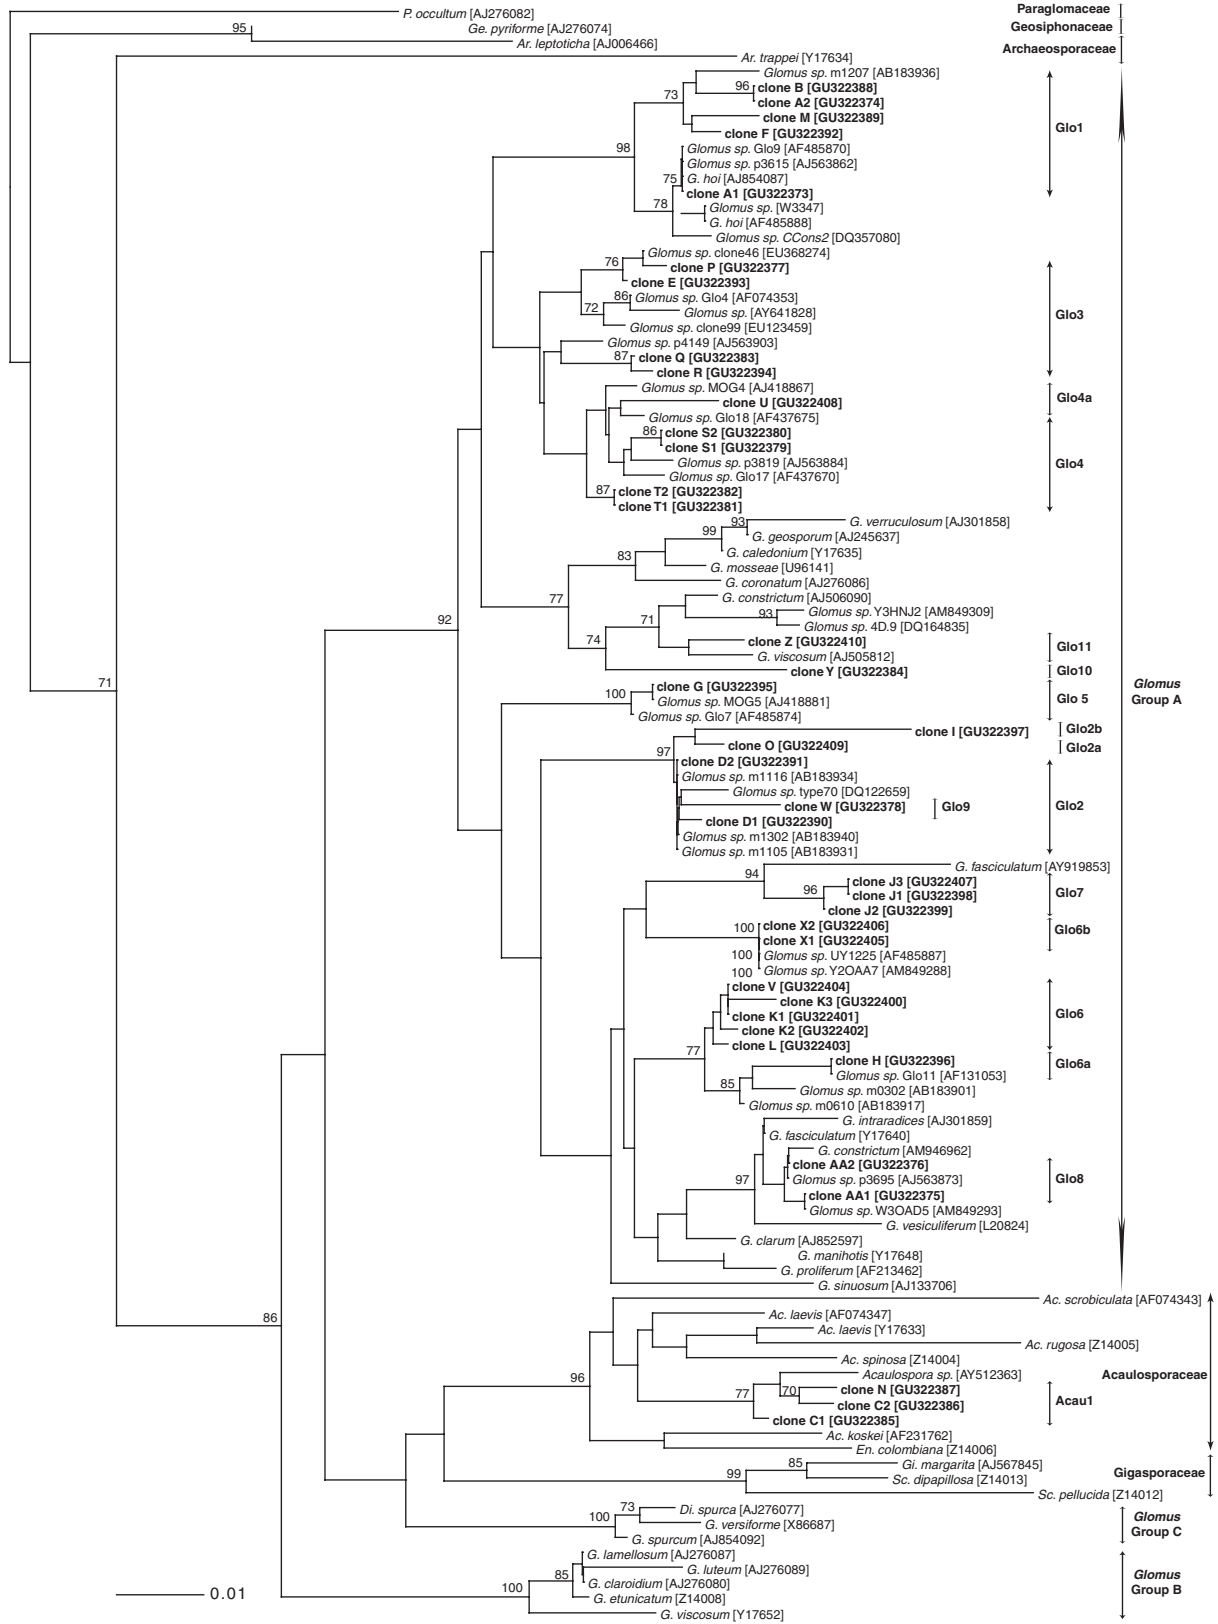 P. occultum [AJ276082]
Paraglomaceae
Ge. pyriforme [AJ276074]
Geosiphonaceae
95
Ar. leptoticha [AJ006466]
Archaeosporaceae
Ar. trappei [Y17634]
Glomus sp. m1207 [AB183936]
96
clone B [GU322388]
73
clone A2 [GU322374]
clone M [GU322389]
Glo1
clone F [GU322392]
98
Glomus sp. Glo9 [AF485870]
Glomus sp. p3615 [AJ563862]
75
G. hoi [AJ854087]
clone A1 [GU322373]
78
Glomus sp. [W3347]
G. hoi [AF485888]
Glomus sp. CCons2 [DQ357080]
Glomus sp. clone46 [EU368274]
76
clone P [GU322377]
clone E [GU322393]
86
Glomus sp. Glo4 [AF074353]
72
Glomus sp. [AY641828]
Glo3
Glomus sp. clone99 [EU123459]
Glomus sp. p4149 [AJ563903]
87
clone Q [GU322383]
clone R [GU322394]
Glomus sp. MOG4 [AJ418867]
Glo4a
clone U [GU322408]
Glomus sp. Glo18 [AF437675]
86
clone S2 [GU322380]
clone S1 [GU322379]
Glo4
Glomus sp. p3819 [AJ563884]
Glomus sp. Glo17 [AF437670]
87
clone T2 [GU322382]
clone T1 [GU322381]
93
G. verruculosum [AJ301858]
99
G. geosporum [AJ245637]
83
G. caledonium [Y17635]
G. mosseae [U96141]
G. coronatum [AJ276086]
77
G. constrictum [AJ506090]
93
Glomus sp. Y3HNJ2 [AM849309]
71
Glomus sp. 4D.9 [DQ164835]
74
clone Z [GU322410]
Glo11
G. viscosum [AJ505812]
clone Y [GU322384]
Glo10
92
71
100
clone G [GU322395]
Glo 5
Glomus sp. MOG5 [AJ418881]
Glomus sp. Glo7 [AF485874]
Glomus
Group A
clone I [GU322397]
Glo2b
97
clone O [GU322409]
Glo2a
clone D2 [GU322391]
Glomus sp. m1116 [AB183934]
Glomus sp. type70 [DQ122659]
clone W [GU322378]
Glo9
Glo2
clone D1 [GU322390]
Glomus sp. m1302 [AB183940]
Glomus sp. m1105 [AB183931]
G. fasciculatum [AY919853]
94
clone J3 [GU322407]
96
clone J1 [GU322398]
Glo7
clone J2 [GU322399]
100
clone X2 [GU322406]
clone X1 [GU322405]
Glo6b
100
Glomus sp. UY1225 [AF485887]
100
Glomus sp. Y2OAA7 [AM849288]
clone V [GU322404]
clone K3 [GU322400]
clone K1 [GU322401]
Glo6
clone K2 [GU322402]
77
clone L [GU322403]
clone H [GU322396]
Glo6a
Glomus sp. Glo11 [AF131053]
85
Glomus sp. m0302 [AB183901]
Glomus sp. m0610 [AB183917]
G. intraradices [AJ301859]
G. fasciculatum [Y17640]
G. constrictum [AM946962]
clone AA2 [GU322376]
97
Glomus sp. p3695 [AJ563873]
Glo8
clone AA1 [GU322375]
Glomus sp. W3OAD5 [AM849293]
G. vesiculiferum [L20824]
G. clarum [AJ852597]
G. manihotis [Y17648]
G. proliferum [AF213462]
G. sinuosum [AJ133706]
86
Ac. scrobiculata [AF074343]
Ac. laevis [AF074347]
Ac. laevis [Y17633]
Ac. rugosa [Z14005]
Ac. spinosa [Z14004]
Acaulosporaceae
96
Acaulospora sp. [AY512363]
77
70
clone N [GU322387]
Acau1
clone C2 [GU322386]
clone C1 [GU322385]
Ac. koskei [AF231762]
En. colombiana [Z14006]
85
Gi. margarita [AJ567845]
Gigasporaceae
99
Sc. dipapillosa [Z14013]
Sc. pellucida [Z14012]
73
Di. spurca [AJ276077]
Glomus
Group C
100
G. versiforme [X86687]
G. spurcum [AJ854092]
G. lamellosum [AJ276087]
85
G. luteum [AJ276089]
Glomus
Group B
100
G. claroidium [AJ276080]
G. etunicatum [Z14008]
G. viscosum [Y17652]
0.01